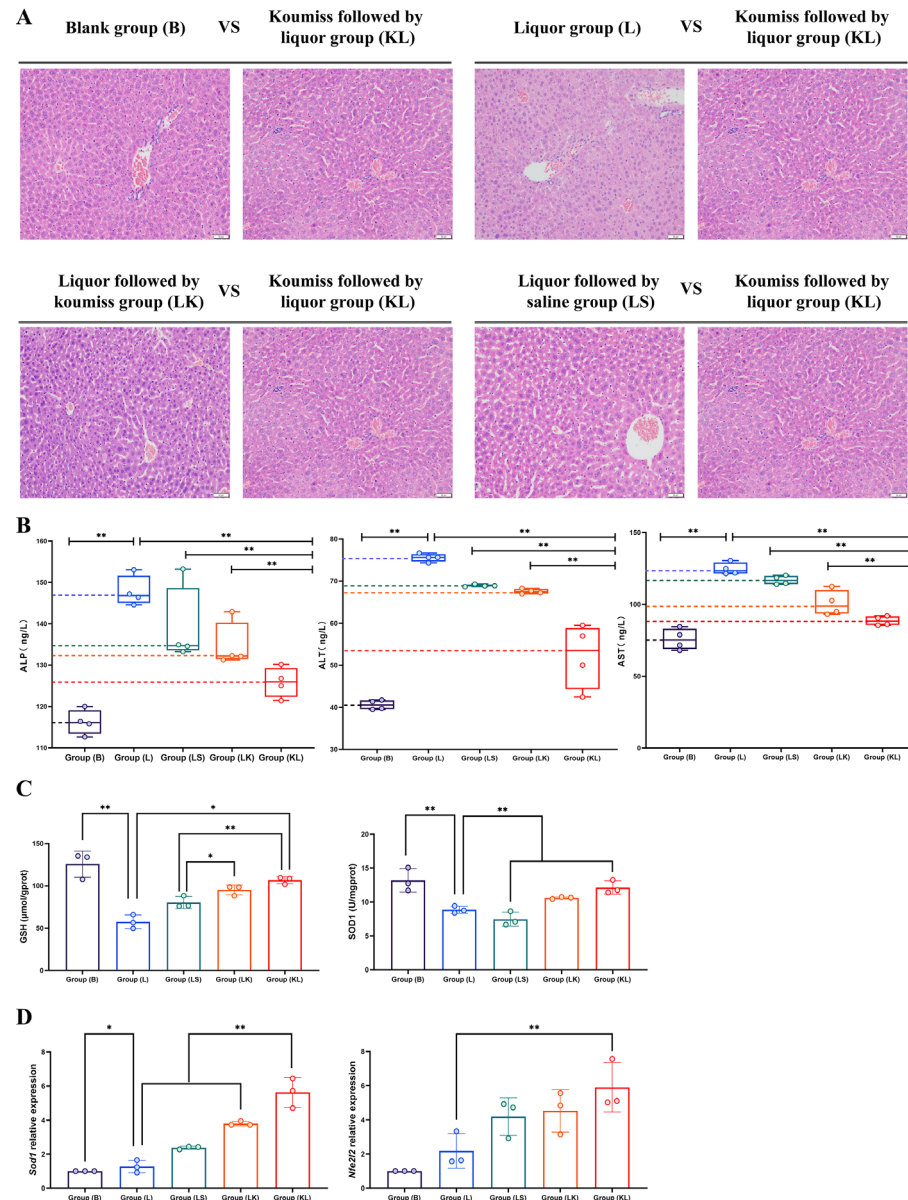 A
Blank group (B)
VS
Koumiss followed by
liquor group (KL)
Liquor group (L)
VS
Koumiss followed by
liquor group (KL)
Liquor followed by
koumiss group (LK)
VS
Koumiss followed by
liquor group (KL)
Liquor followed by
saline group (LS)
VS
Koumiss followed by
liquor group (KL)
B
ALP ( ng/L)
160
150
140
130
120
110
**
**
**
**
Group (B)
Group (L)
Group (LS)
Group (LK)
Group (KL)
ALT ( ng/L)
80
70
60
50
40
30
**
**
**
**
Group (B)
Group (L)
Group (LS)
Group (LK)
Group (KL)
AST ( ng/L)
150
100
50
0
**
**
**
**
Group (B)
Group (L)
Group (LS)
Group (LK)
Group (KL)
C
GSH (μmol/gprot)
150
100
50
0
**
*
**
*
Group (B)
Group (L)
Group (LS)
Group (LK)
Group (KL)
SOD1 (U/mgprot)
20
15
10
5
0
**
**
Group (B)
Group (L)
Group (LS)
Group (LK)
Group (KL)
D
Sod1 relative expression
8
6
4
2
0
*
**
Group (B)
Group (L)
Group (LS)
Group (LK)
Group (KL)
Nfe2l2 relative expression
8
6
4
2
0
**
Group (B)
Group (L)
Group (LS)
Group (LK)
Group (KL)